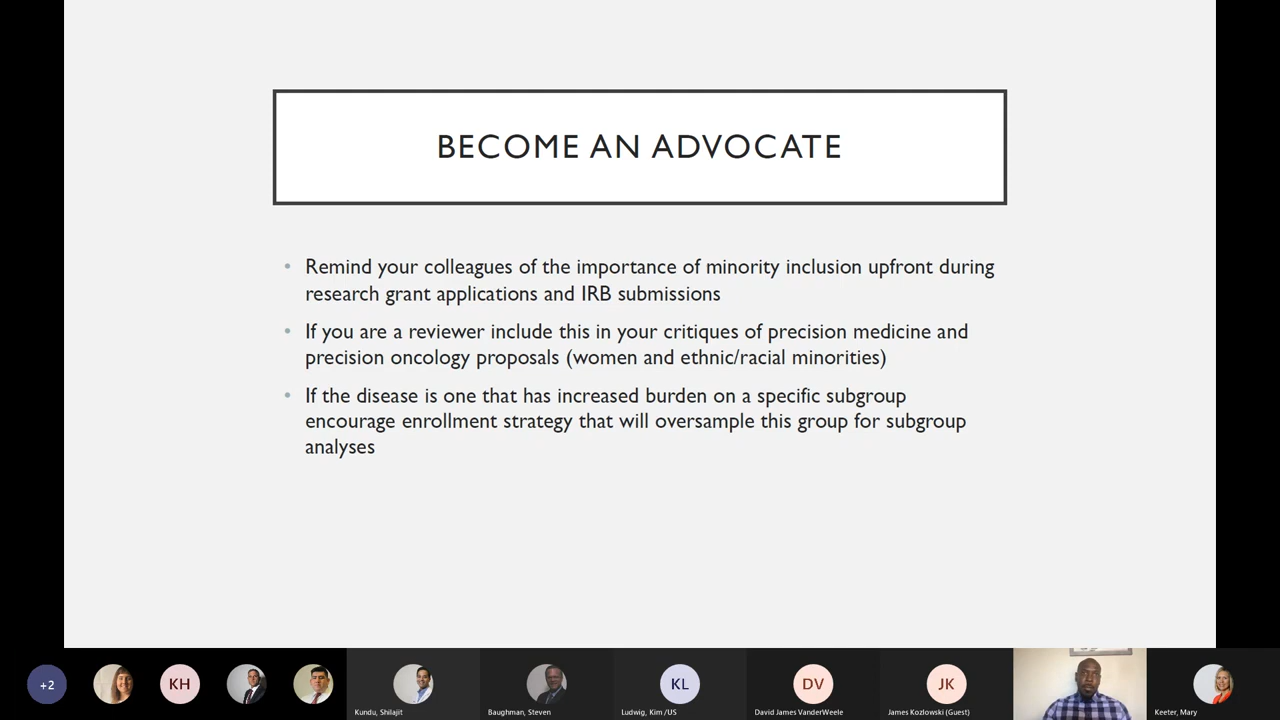 BECOME AN ADVOCATE
• Remind your colleagues of the importance of minority inclusion upfront during
research grant applications and IRB submissions
• If you are a reviewer include this in your critiques of precision medicine and
precision oncology proposals (women and ethnic/racial minorities)
• If the disease is one that has increased burden on a specific subgroup
encourage enrollment strategy that will oversample this group for subgroup
analyses
+2
KH
KL
DV
JK
Kundu, Shilajit
Baughman, Steven
Ludwig, Kim /US
David James VanderWeele
James Kozlowski (Guest)
Keeter, Mary